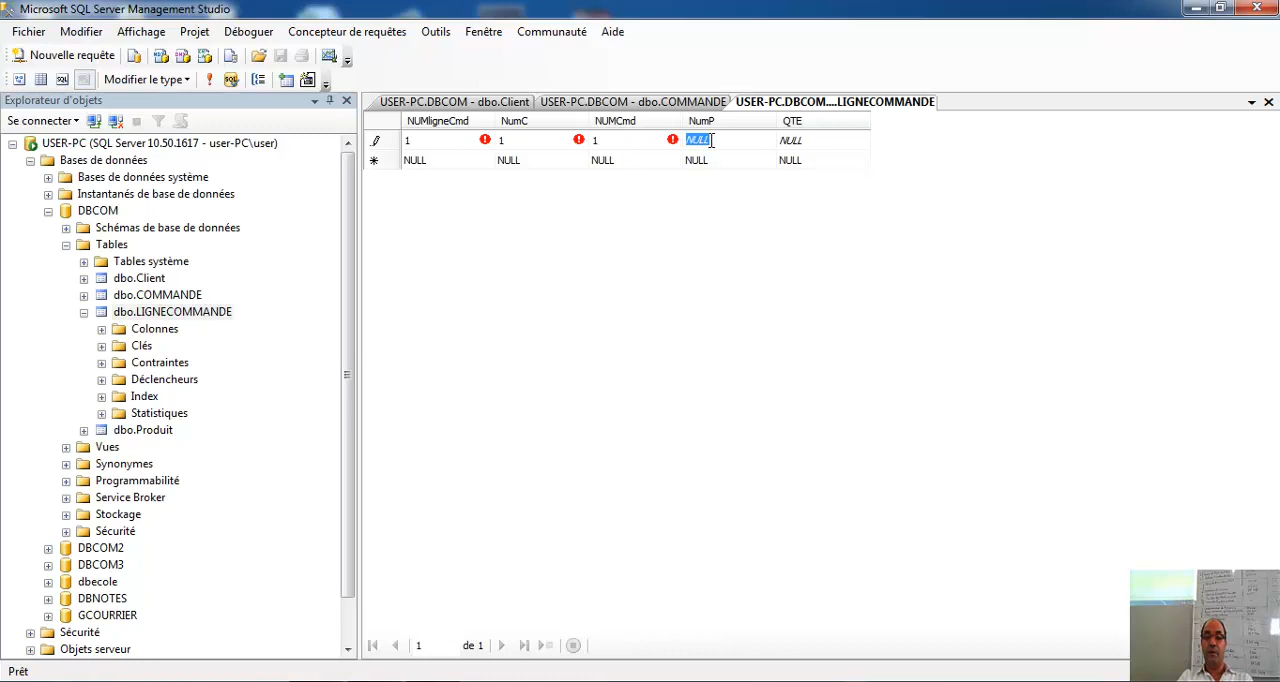 Microsoft SQL Server Management Studio
Fichier Modifier Affichage Projet Déboguer Concepteur de requêtes Outils Fenêtre Communauté Aide
Nouvelle requête
Modifier le type
Explorateur d'objets
USER-PC.DBCOM - dbo.Client USER-PC.DBCOM - dbo.COMMANDE USER-PC.DBCOM....LIGNECOMMANDE
Se connecter
NUMligneCmd NumC NUMCmd NumP QTE
1 1 1 NULL NULL
NULL NULL NULL NULL NULL
USER-PC (SQL Server 10.50.1617 - user-PC\user)
Bases de données
Bases de données système
Instantanés de base de données
DBCOM
Schémas de base de données
Tables
Tables système
dbo.Client
dbo.COMMANDE
dbo.LIGNECOMMANDE
Colonnes
Clés
Contraintes
Déclencheurs
Index
Statistiques
dbo.Produit
Vues
Synonymes
Programmabilité
Service Broker
Stockage
Sécurité
DBCOM2
DBCOM3
dbecole
DBNOTES
GCOURRIER
Sécurité
Objets serveur
1 de 1
Prêt